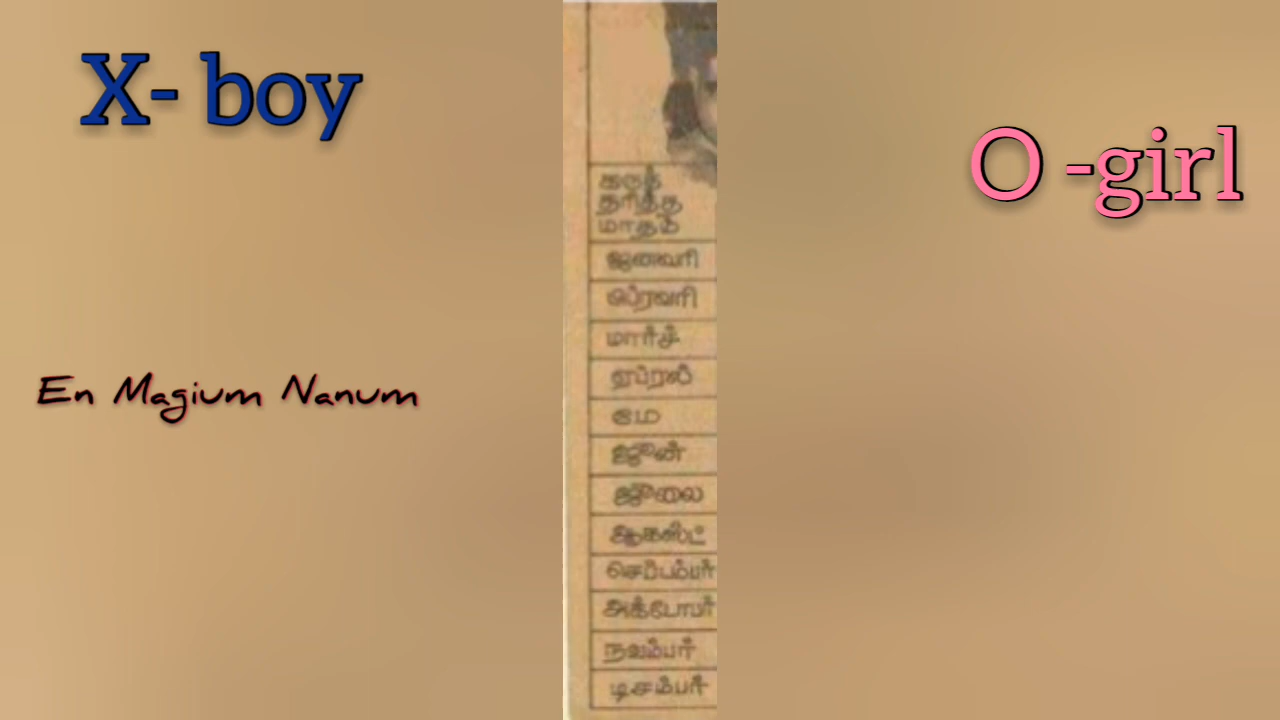 X- boy
O -girl
En Magium Nanum
கருத்
தரித்த
மாதம்
ஜனவரி
பெப்ரவரி
மார்ச்
ஏப்ரல்
மே
ஜூன்
ஜூலை
ஆகஸ்ட்
செப்டம்பர்
அக்டோபர்
நவம்பர்
டிசம்பர்